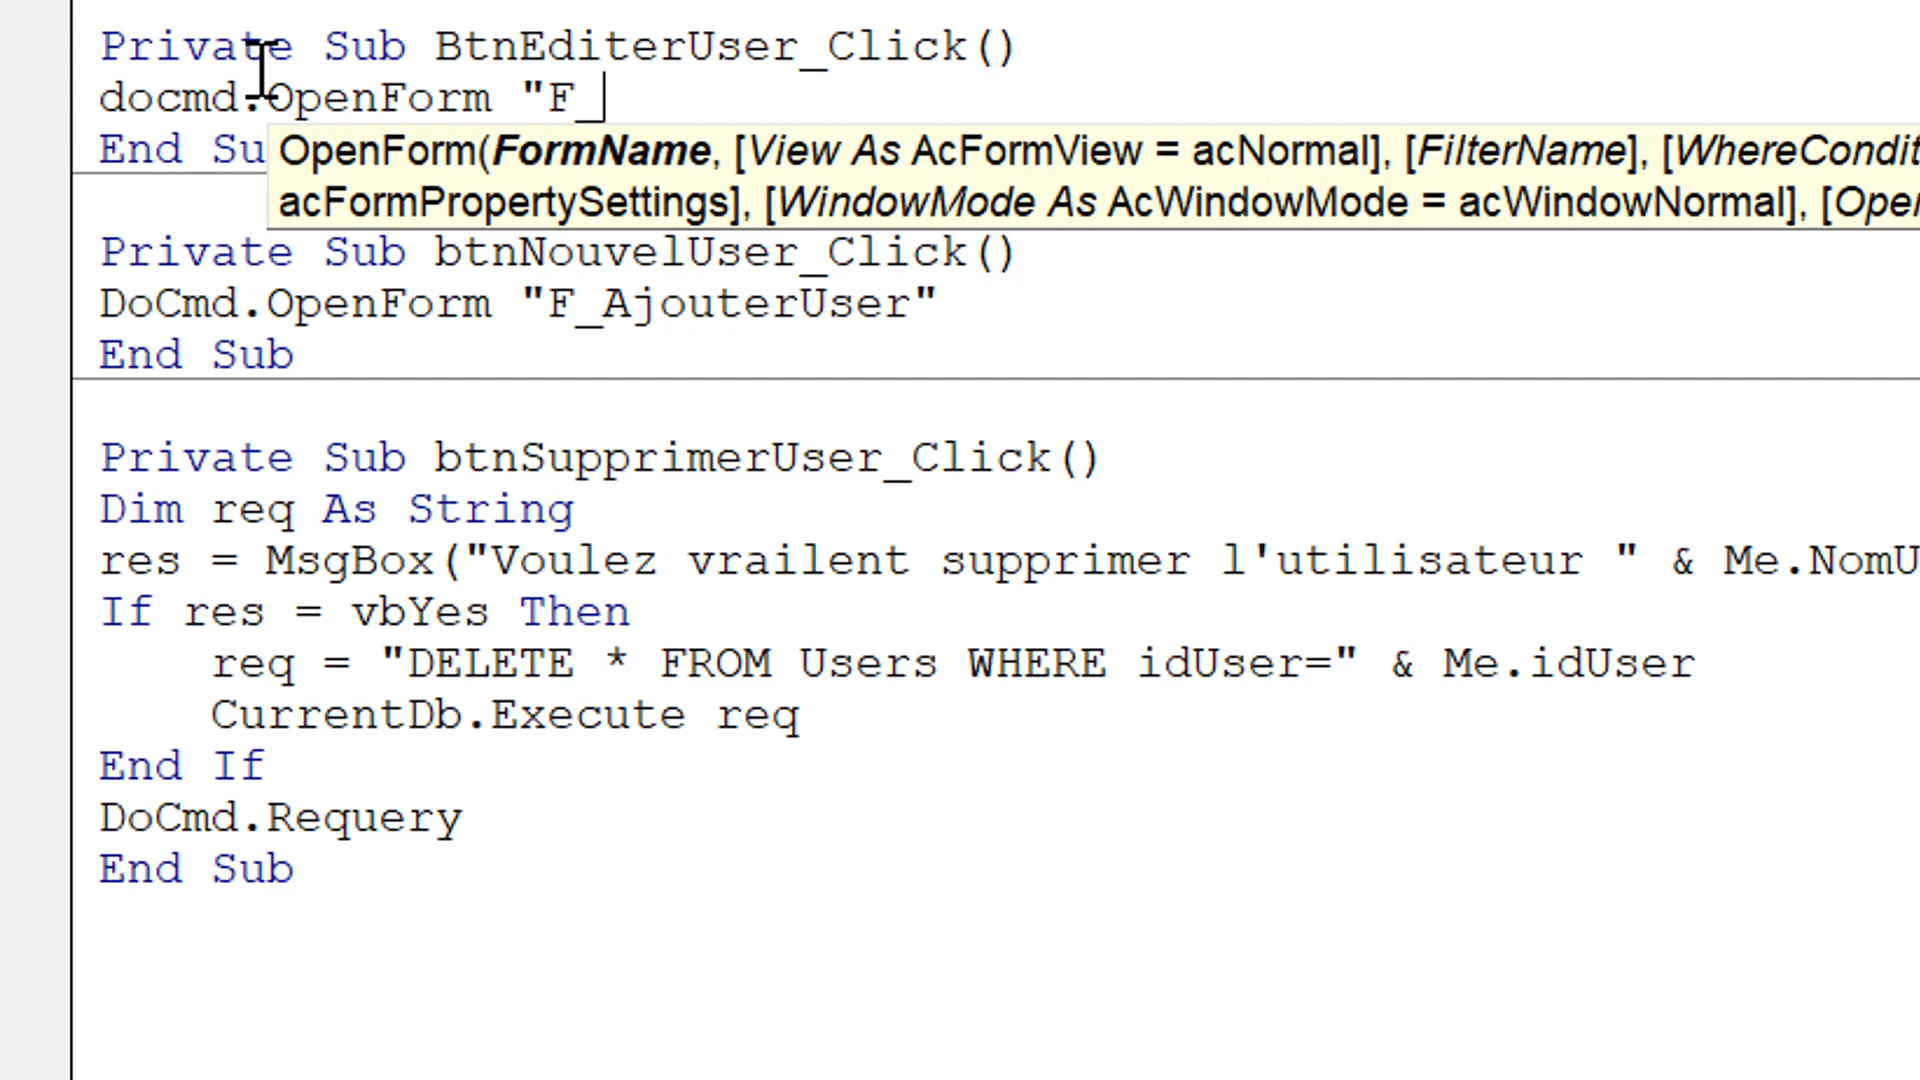 Private Sub BtnEditerUser_Click()
docmd.OpenForm "F_
End Su
OpenForm(FormName, [View As AcFormView = acNormal], [FilterName], [WhereCondit
acFormPropertySettings], [WindowMode As AcWindowMode = acWindowNormal], [Open
Private Sub btnNouvelUser_Click()
DoCmd.OpenForm "F_AjouterUser"
End Sub
Private Sub btnSupprimerUser_Click()
Dim req As String
res = MsgBox("Voulez vrailent supprimer l'utilisateur " & Me.NomU
If res = vbYes Then
req = "DELETE * FROM Users WHERE idUser=" & Me.idUser
CurrentDb.Execute req
End If
DoCmd.Requery
End Sub